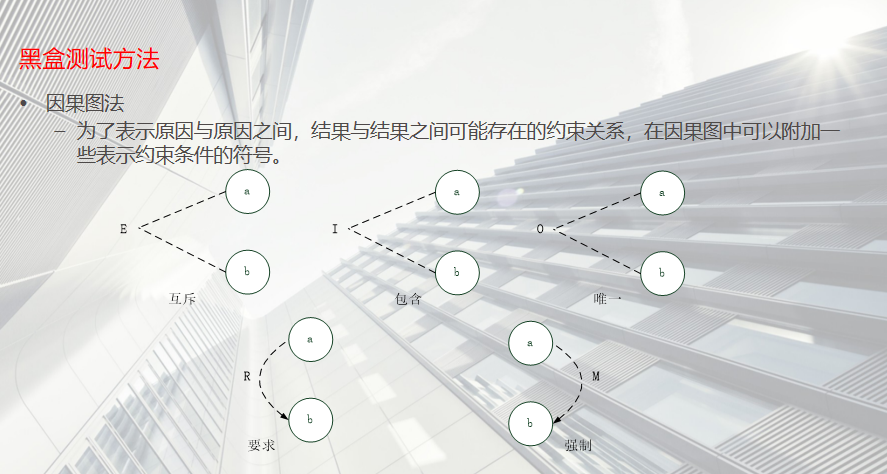 黑盒测试方法
• 因果图法
– 为了表示原因与原因之间，结果与结果之间可能存在的约束关系，在因果图中可以附加一
些表示约束条件的符号。
a a a
E I O
b b b
互斥 包含 唯一
a a
R M
b b
要求 强制